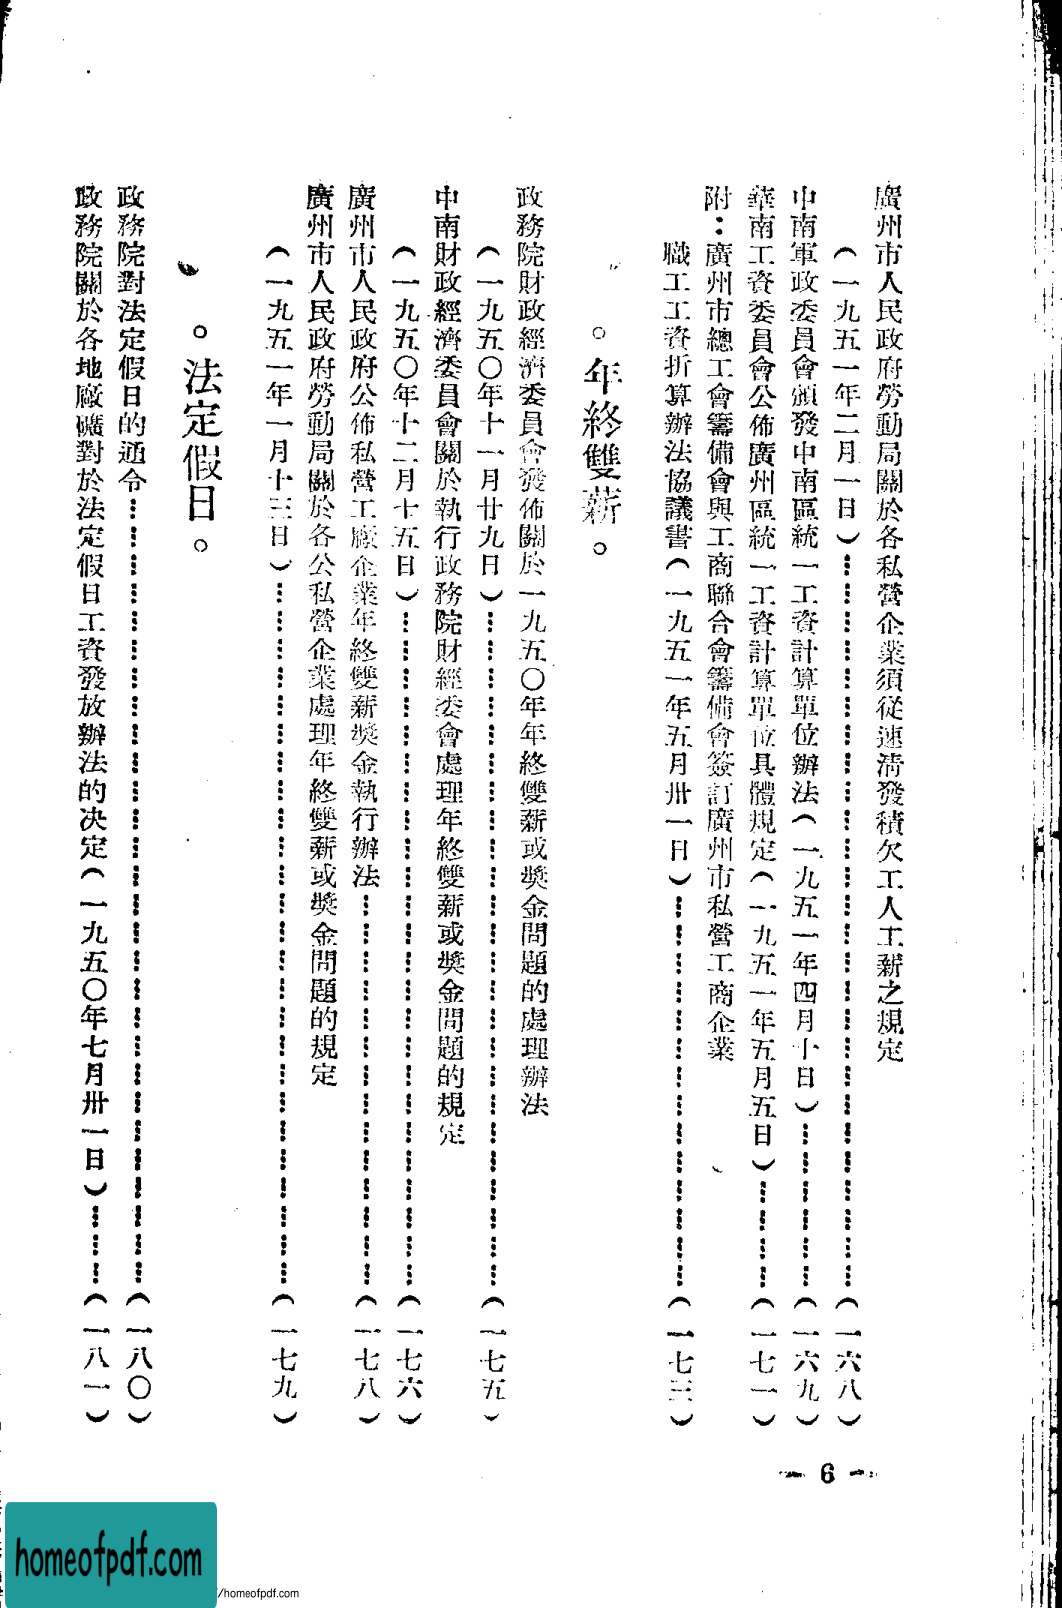 廣州市人民政府勞動局關於各私營企業須從速淸發積欠工人工薪之規定
（一九五一年二月一日）……（一六八）
中南軍政委員會頒發中南區統一工資計算單位辦法（一九五一年四月十日）……（一六九）
華南工資委員會公佈廣州區統一工資計算單位具體規定（一九五一年五月五日）……（一七一）
附：廣州市總工會籌備會與工商聯合會籌備會簽訂廣州市私營工商企業
職工工資折算辦法協議書（一九五一年五月卅一日）……（一七三）
。年終雙薪。
政務院財政經濟委員會發佈關於一九五〇年年終雙薪或獎金問題的處理辦法
（一九五〇年十一月廿九日）……（一七五）
中南財政經濟委員會關於執行政務院財經委會處理年終雙薪或獎金問題的規定
（一九五〇年十二月十五日）……（一七六）
廣州市人民政府公佈私營工廠企業年終雙薪獎金執行辦法……（一七八）
廣州市人民政府勞動局關於各公私營企業處理年終雙薪或獎金問題的規定
（一九五一年一月十三日）……（一七九）
。法定假日。
政務院對法定假日的通令……（一八〇）
政務院關於各地廠礦對於法定假日工資發放辦法的决定（一九五〇年七月卅一日）……（一八一）
— 6 —
homeofpdf.com
/homeofpdf.com